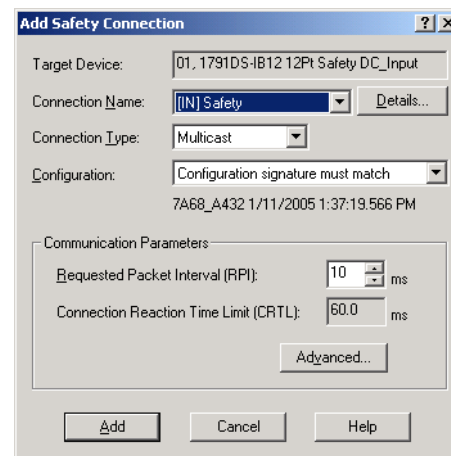 Add Safety Connection
Target Device: 01, 1791DS-IB12 12Pt Safety DC_Input
Connection Name: [IN] Safety Details...
Connection Type: Multicast
Configuration: Configuration signature must match
7A68_A432 1/11/2005 1:37:19.566 PM
Communication Parameters
Requested Packet Interval (RPI): 10 ms
Connection Reaction Time Limit (CRTL): 60.0 ms
Advanced...
Add Cancel Help